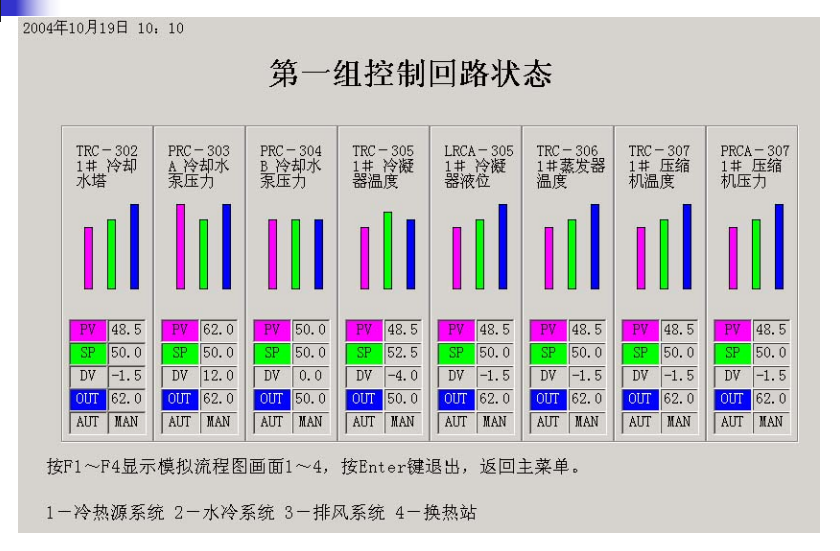 2004年10月19日 10：10
第一组控制回路状态
TRC－302
1# 冷却
水塔
PRC－303
A 冷却水
泵压力
PRC－304
B 冷却水
泵压力
TRC－305
1# 冷凝
器温度
LRCA－305
1# 冷凝
器液位
TRC－306
1#蒸发器
温度
TRC－307
1# 压缩
机温度
PRCA－307
1# 压缩
机压力
PV 48.5 PV 62.0 PV 50.0 PV 48.5 PV 48.5 PV 48.5 PV 48.5 PV 48.5
SP 50.0 SP 50.0 SP 50.0 SP 52.5 SP 50.0 SP 50.0 SP 50.0 SP 50.0
DV -1.5 DV 12.0 DV 0.0 DV -4.0 DV -1.5 DV -1.5 DV -1.5 DV -1.5
OUT 62.0 OUT 62.0 OUT 50.0 OUT 50.0 OUT 62.0 OUT 62.0 OUT 62.0 OUT 62.0
AUT MAN AUT MAN AUT MAN AUT MAN AUT MAN AUT MAN AUT MAN AUT MAN
按F1～F4显示模拟流程图画面1～4，按Enter键退出，返回主菜单。
1－冷热源系统 2－水冷系统 3－排风系统 4－换热站